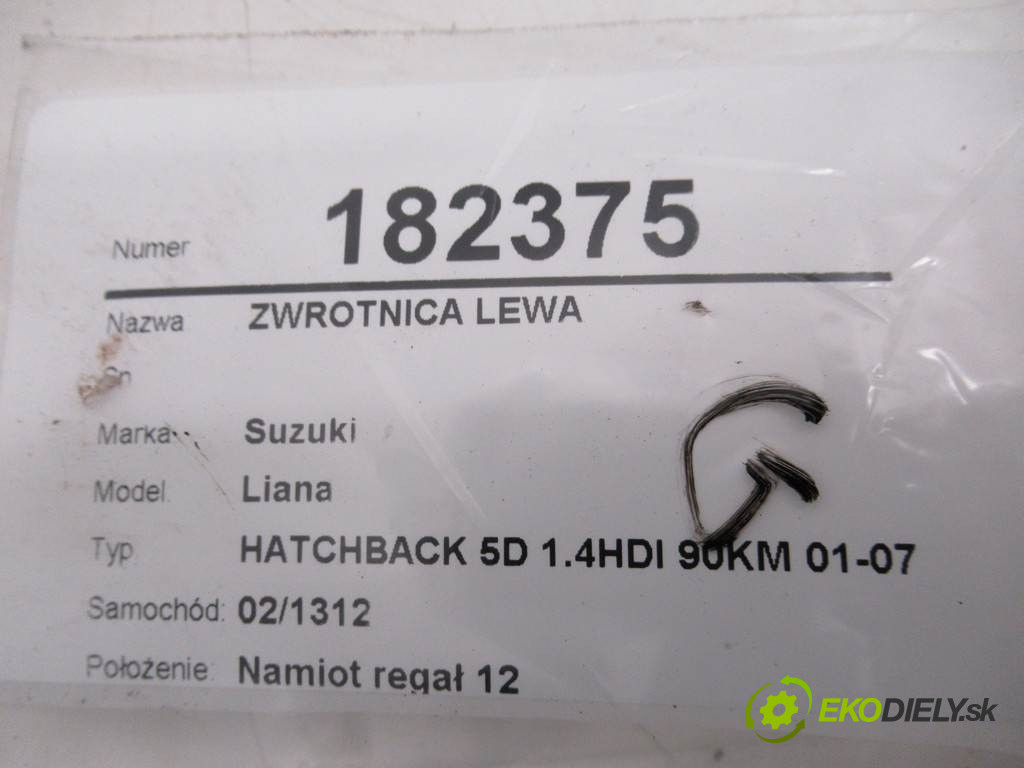 Numer 182375
Nazwa ZWROTNICA LEWA
Marka: Suzuki
Model: Liana
Typ: HATCHBACK 5D 1.4HDI 90KM 01-07
Samochód: 02/1312
Położenie: Namiot regał 12
G
EKODIELY.sk